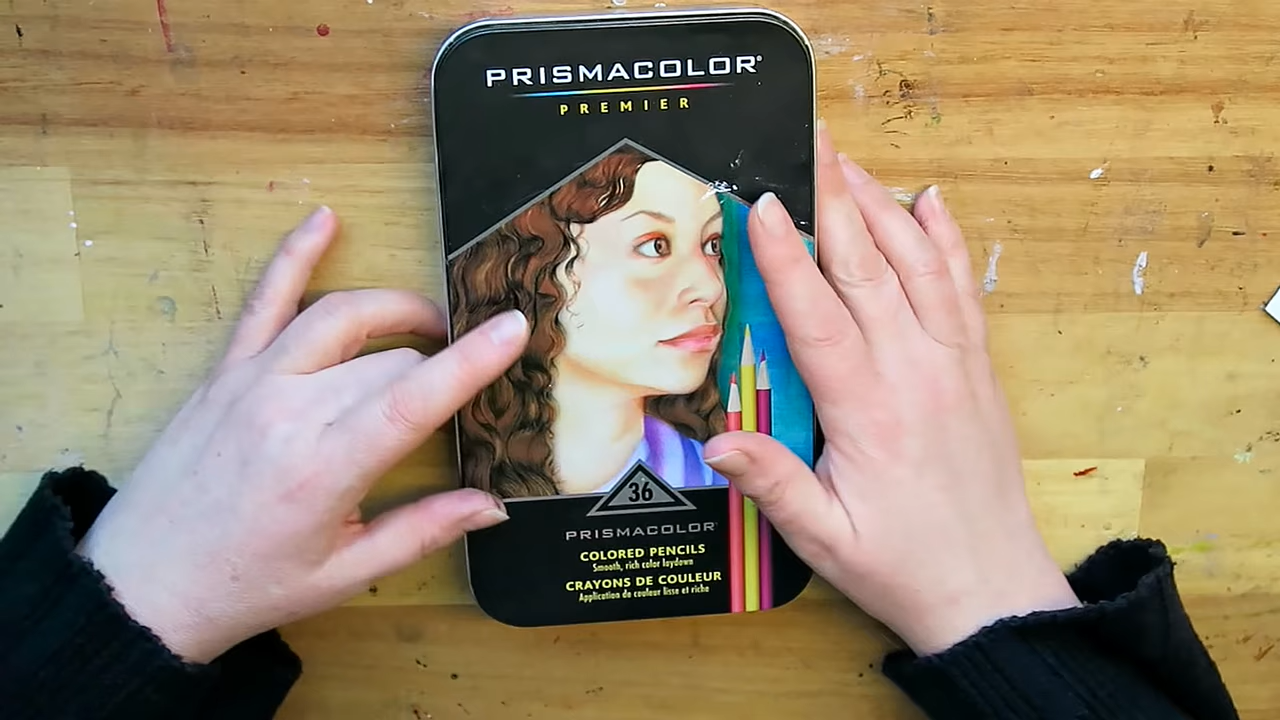 PRISMACOLOR®
PREMIER
36
PRISMACOLOR®
COLORED PENCILS
Smooth, rich color laydown
CRAYONS DE COULEUR
Application de couleur lisse et riche